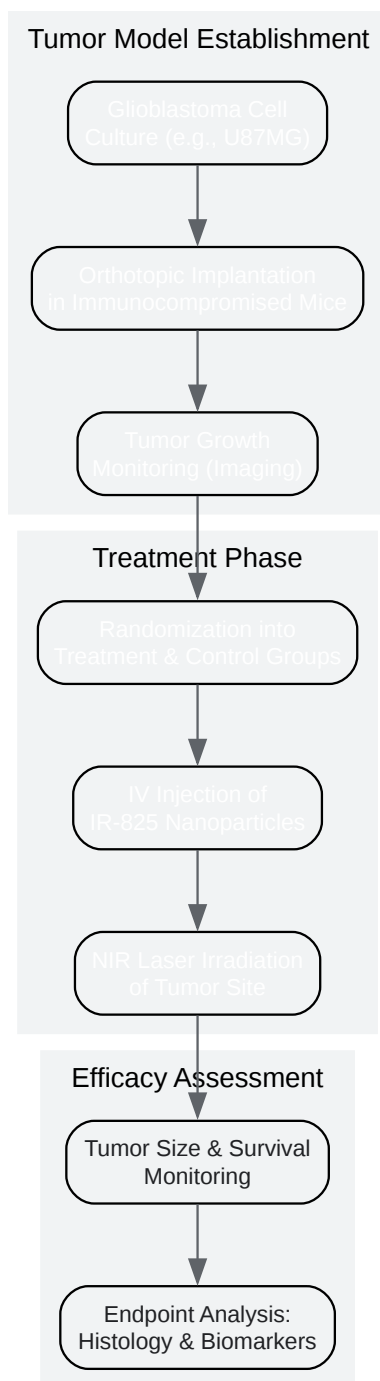 Tumor Model Establishment
Glioblastoma Cell
Culture (e.g., U87MG)
Orthotopic Implantation
in Immunocompromised Mice
Tumor Growth
Monitoring (Imaging)
Treatment Phase
Randomization into
Treatment & Control Groups
IV Injection of
IR-825 Nanoparticles
NIR Laser Irradiation
of Tumor Site
Efficacy Assessment
Tumor Size & Survival
Monitoring
Endpoint Analysis:
Histology & Biomarkers